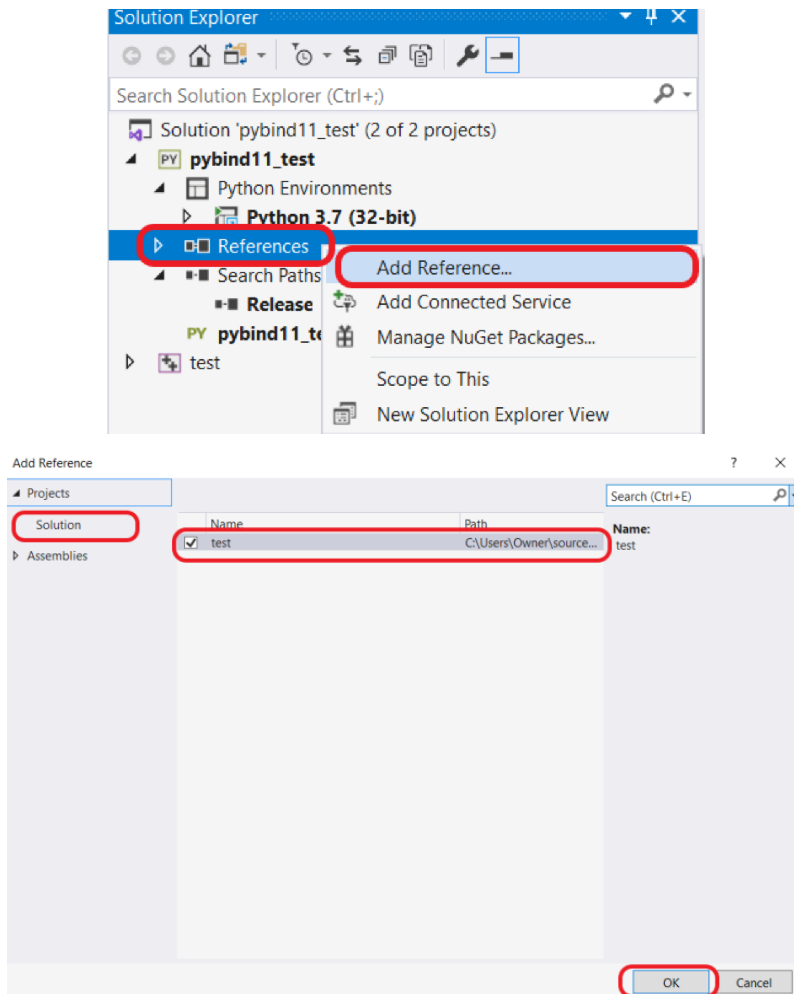 Solution Explorer
Search Solution Explorer (Ctrl+;)
Solution 'pybind11_test' (2 of 2 projects)
PY pybind11_test
Python Environments
Python 3.7 (32-bit)
References
Add Reference...
Search Paths
Add Connected Service
Release
PY pybind11_te
Manage NuGet Packages...
test
Scope to This
New Solution Explorer View
Add Reference
? ×
Projects
Search (Ctrl+E)
Solution
Name Path
Name:
test C:\Users\Owner\source...
test
Assemblies
OK Cancel